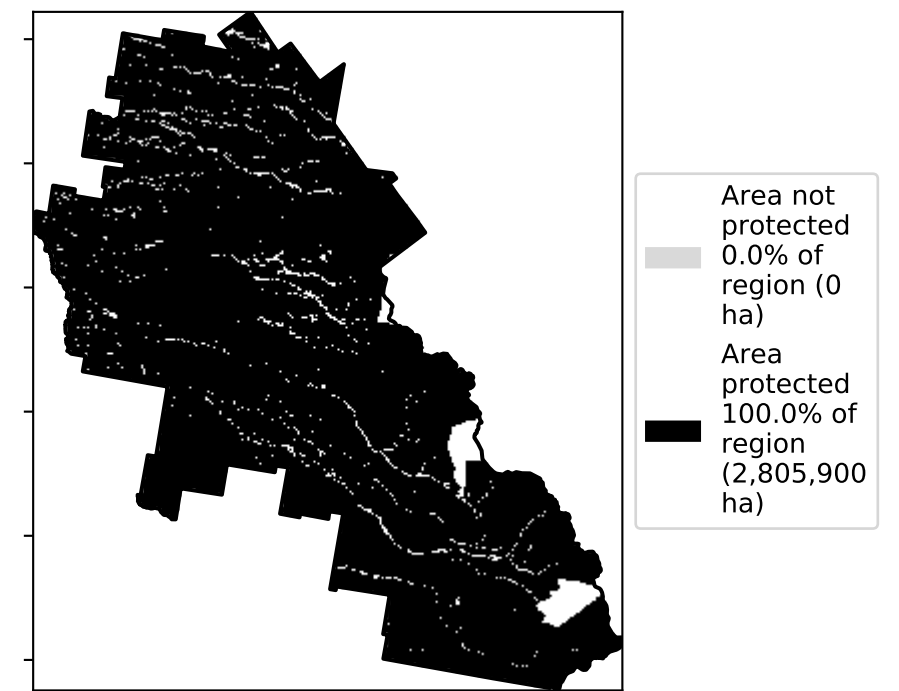 Area not
protected
0.0% of
region (0
ha)
Area
protected
100.0% of
region
(2,805,900
ha)